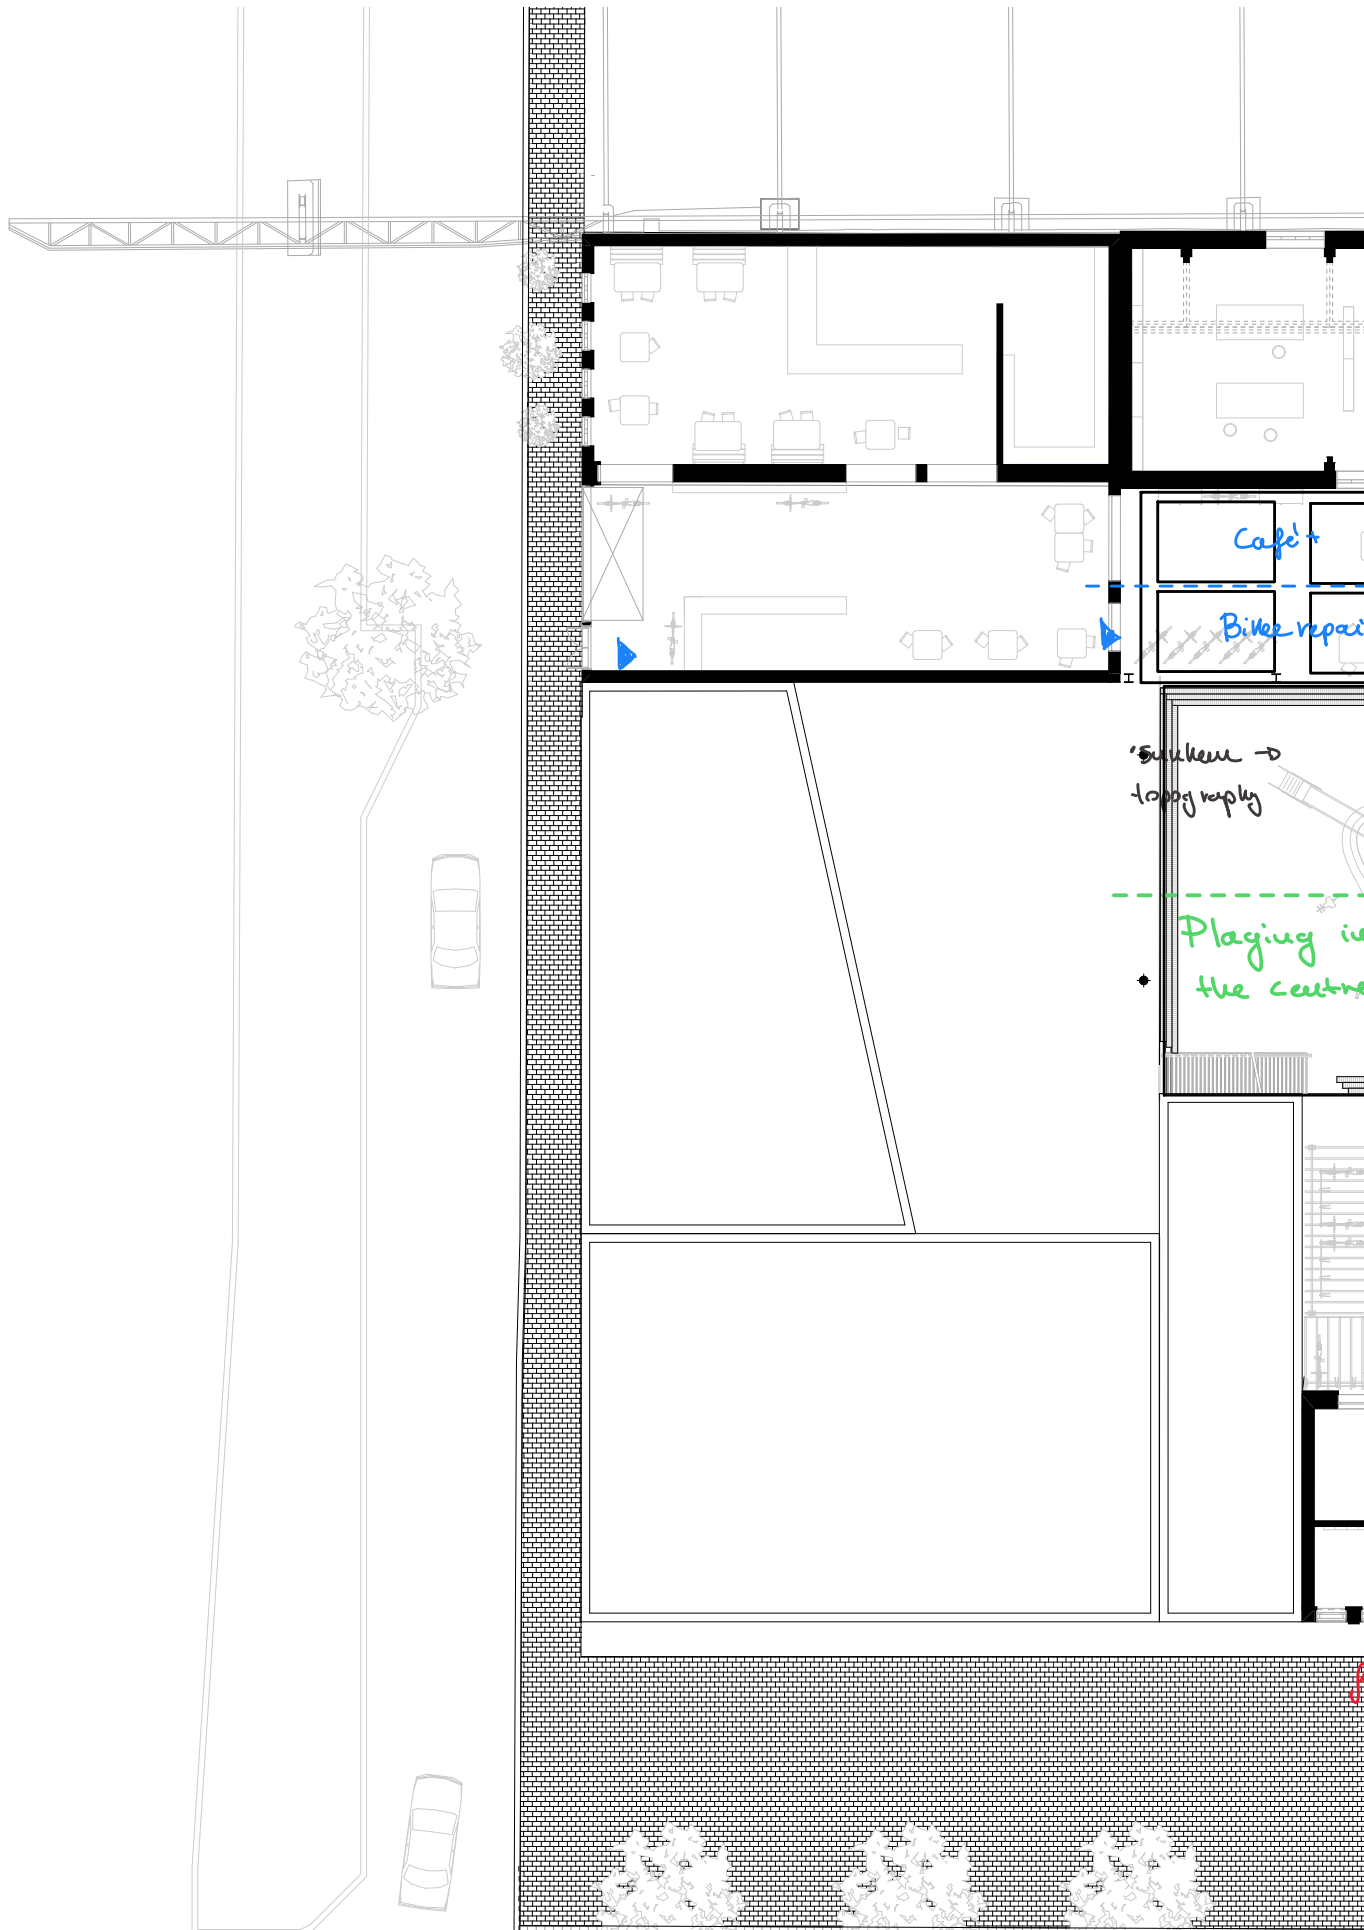 Café +
Bike repai
sunken →
topography
Playing in
the centre